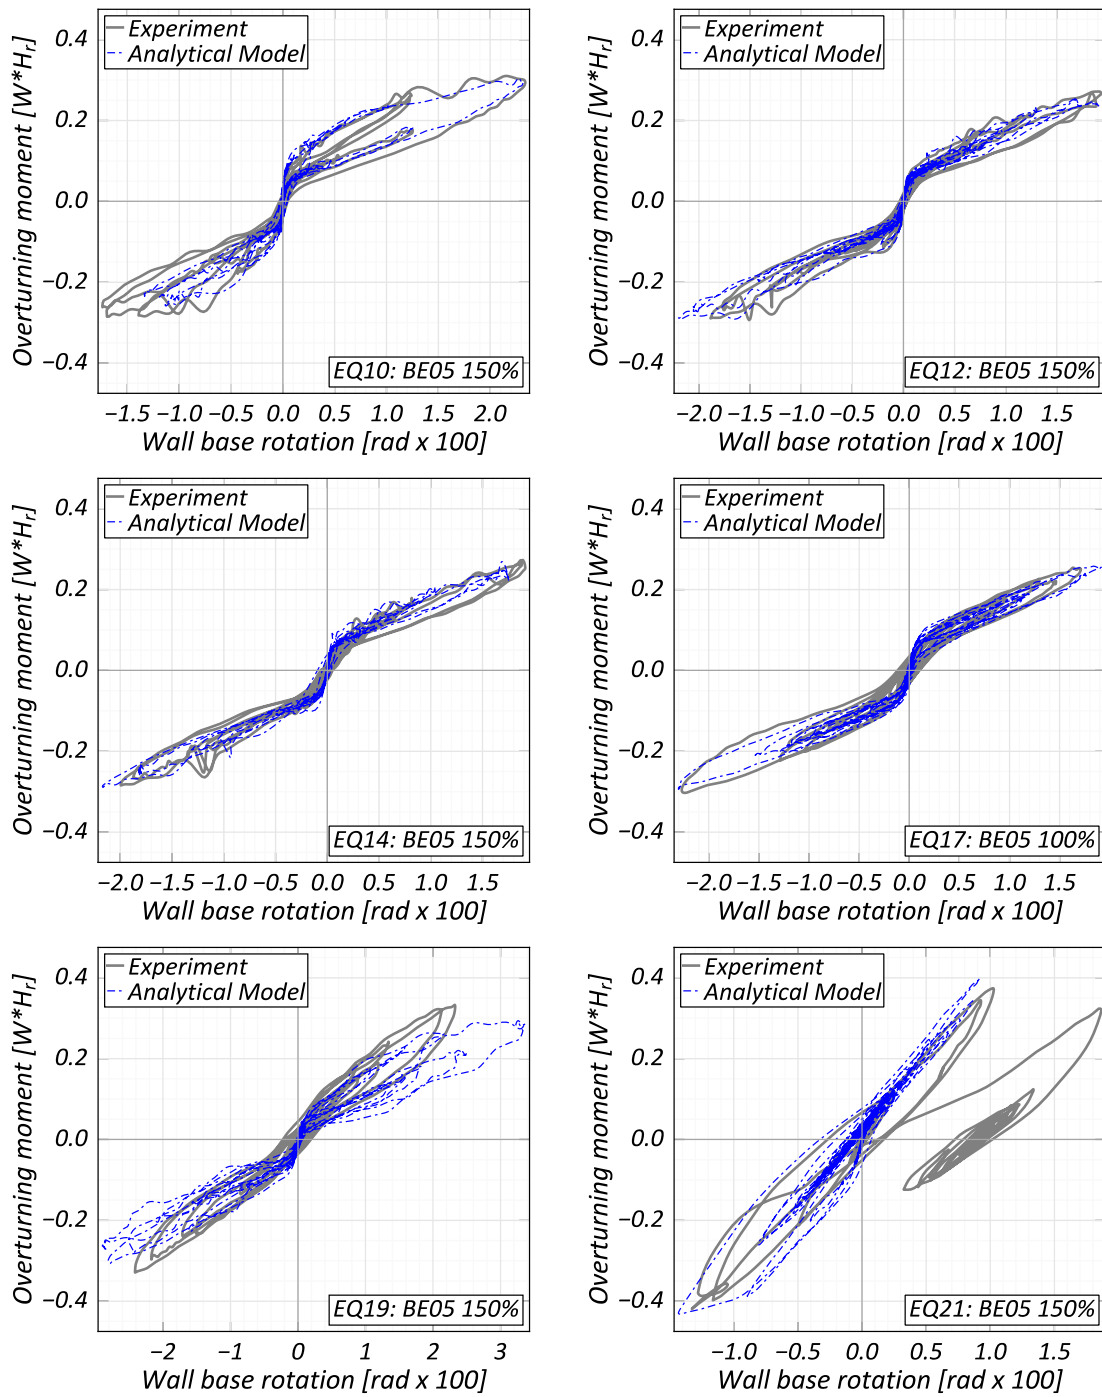 Experiment
Analytical Model
0.4
0.2
0.0
−0.2
−0.4
Overturning moment [W*Hr]
EQ10: BE05 150%
−1.5 −1.0 −0.5 0.0 0.5 1.0 1.5 2.0
Wall base rotation [rad x 100]
Experiment
Analytical Model
0.4
0.2
0.0
−0.2
−0.4
Overturning moment [W*Hr]
EQ12: BE05 150%
−2.0 −1.5 −1.0 −0.5 0.0 0.5 1.0 1.5
Wall base rotation [rad x 100]
Experiment
Analytical Model
0.4
0.2
0.0
−0.2
−0.4
Overturning moment [W*Hr]
EQ14: BE05 150%
−2.0 −1.5 −1.0 −0.5 0.0 0.5 1.0 1.5
Wall base rotation [rad x 100]
Experiment
Analytical Model
0.4
0.2
0.0
−0.2
−0.4
Overturning moment [W*Hr]
EQ17: BE05 100%
−2.0 −1.5 −1.0 −0.5 0.0 0.5 1.0 1.5
Wall base rotation [rad x 100]
Experiment
Analytical Model
0.4
0.2
0.0
−0.2
−0.4
Overturning moment [W*Hr]
EQ19: BE05 150%
−2 −1 0 1 2 3
Wall base rotation [rad x 100]
Experiment
Analytical Model
0.4
0.2
0.0
−0.2
−0.4
Overturning moment [W*Hr]
EQ21: BE05 150%
−1.0 −0.5 0.0 0.5 1.0 1.5
Wall base rotation [rad x 100]